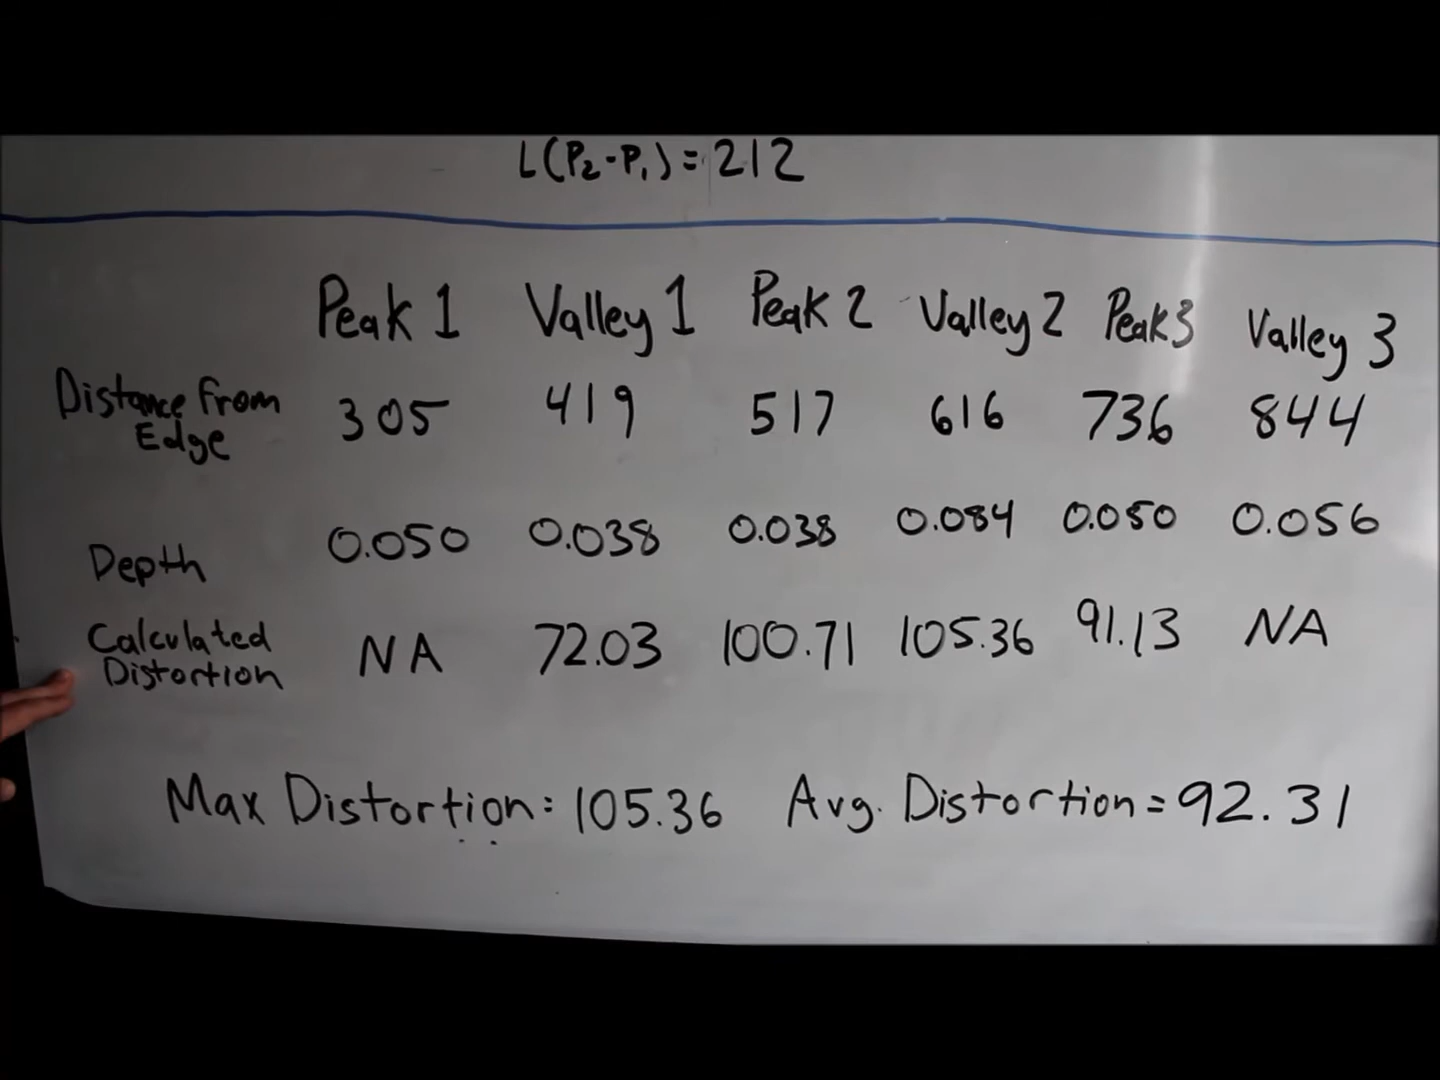 L(P₂-P₁)=212
Peak 1 Valley 1 Peak 2 Valley 2 Peak 3 Valley 3
Distance From Edge 305 419 517 616 736 844
Depth 0.050 0.038 0.038 0.084 0.050 0.056
Calculated Distortion NA 72.03 100.71 105.36 91.13 NA
Max Distortion: 105.36 Avg. Distortion = 92.31